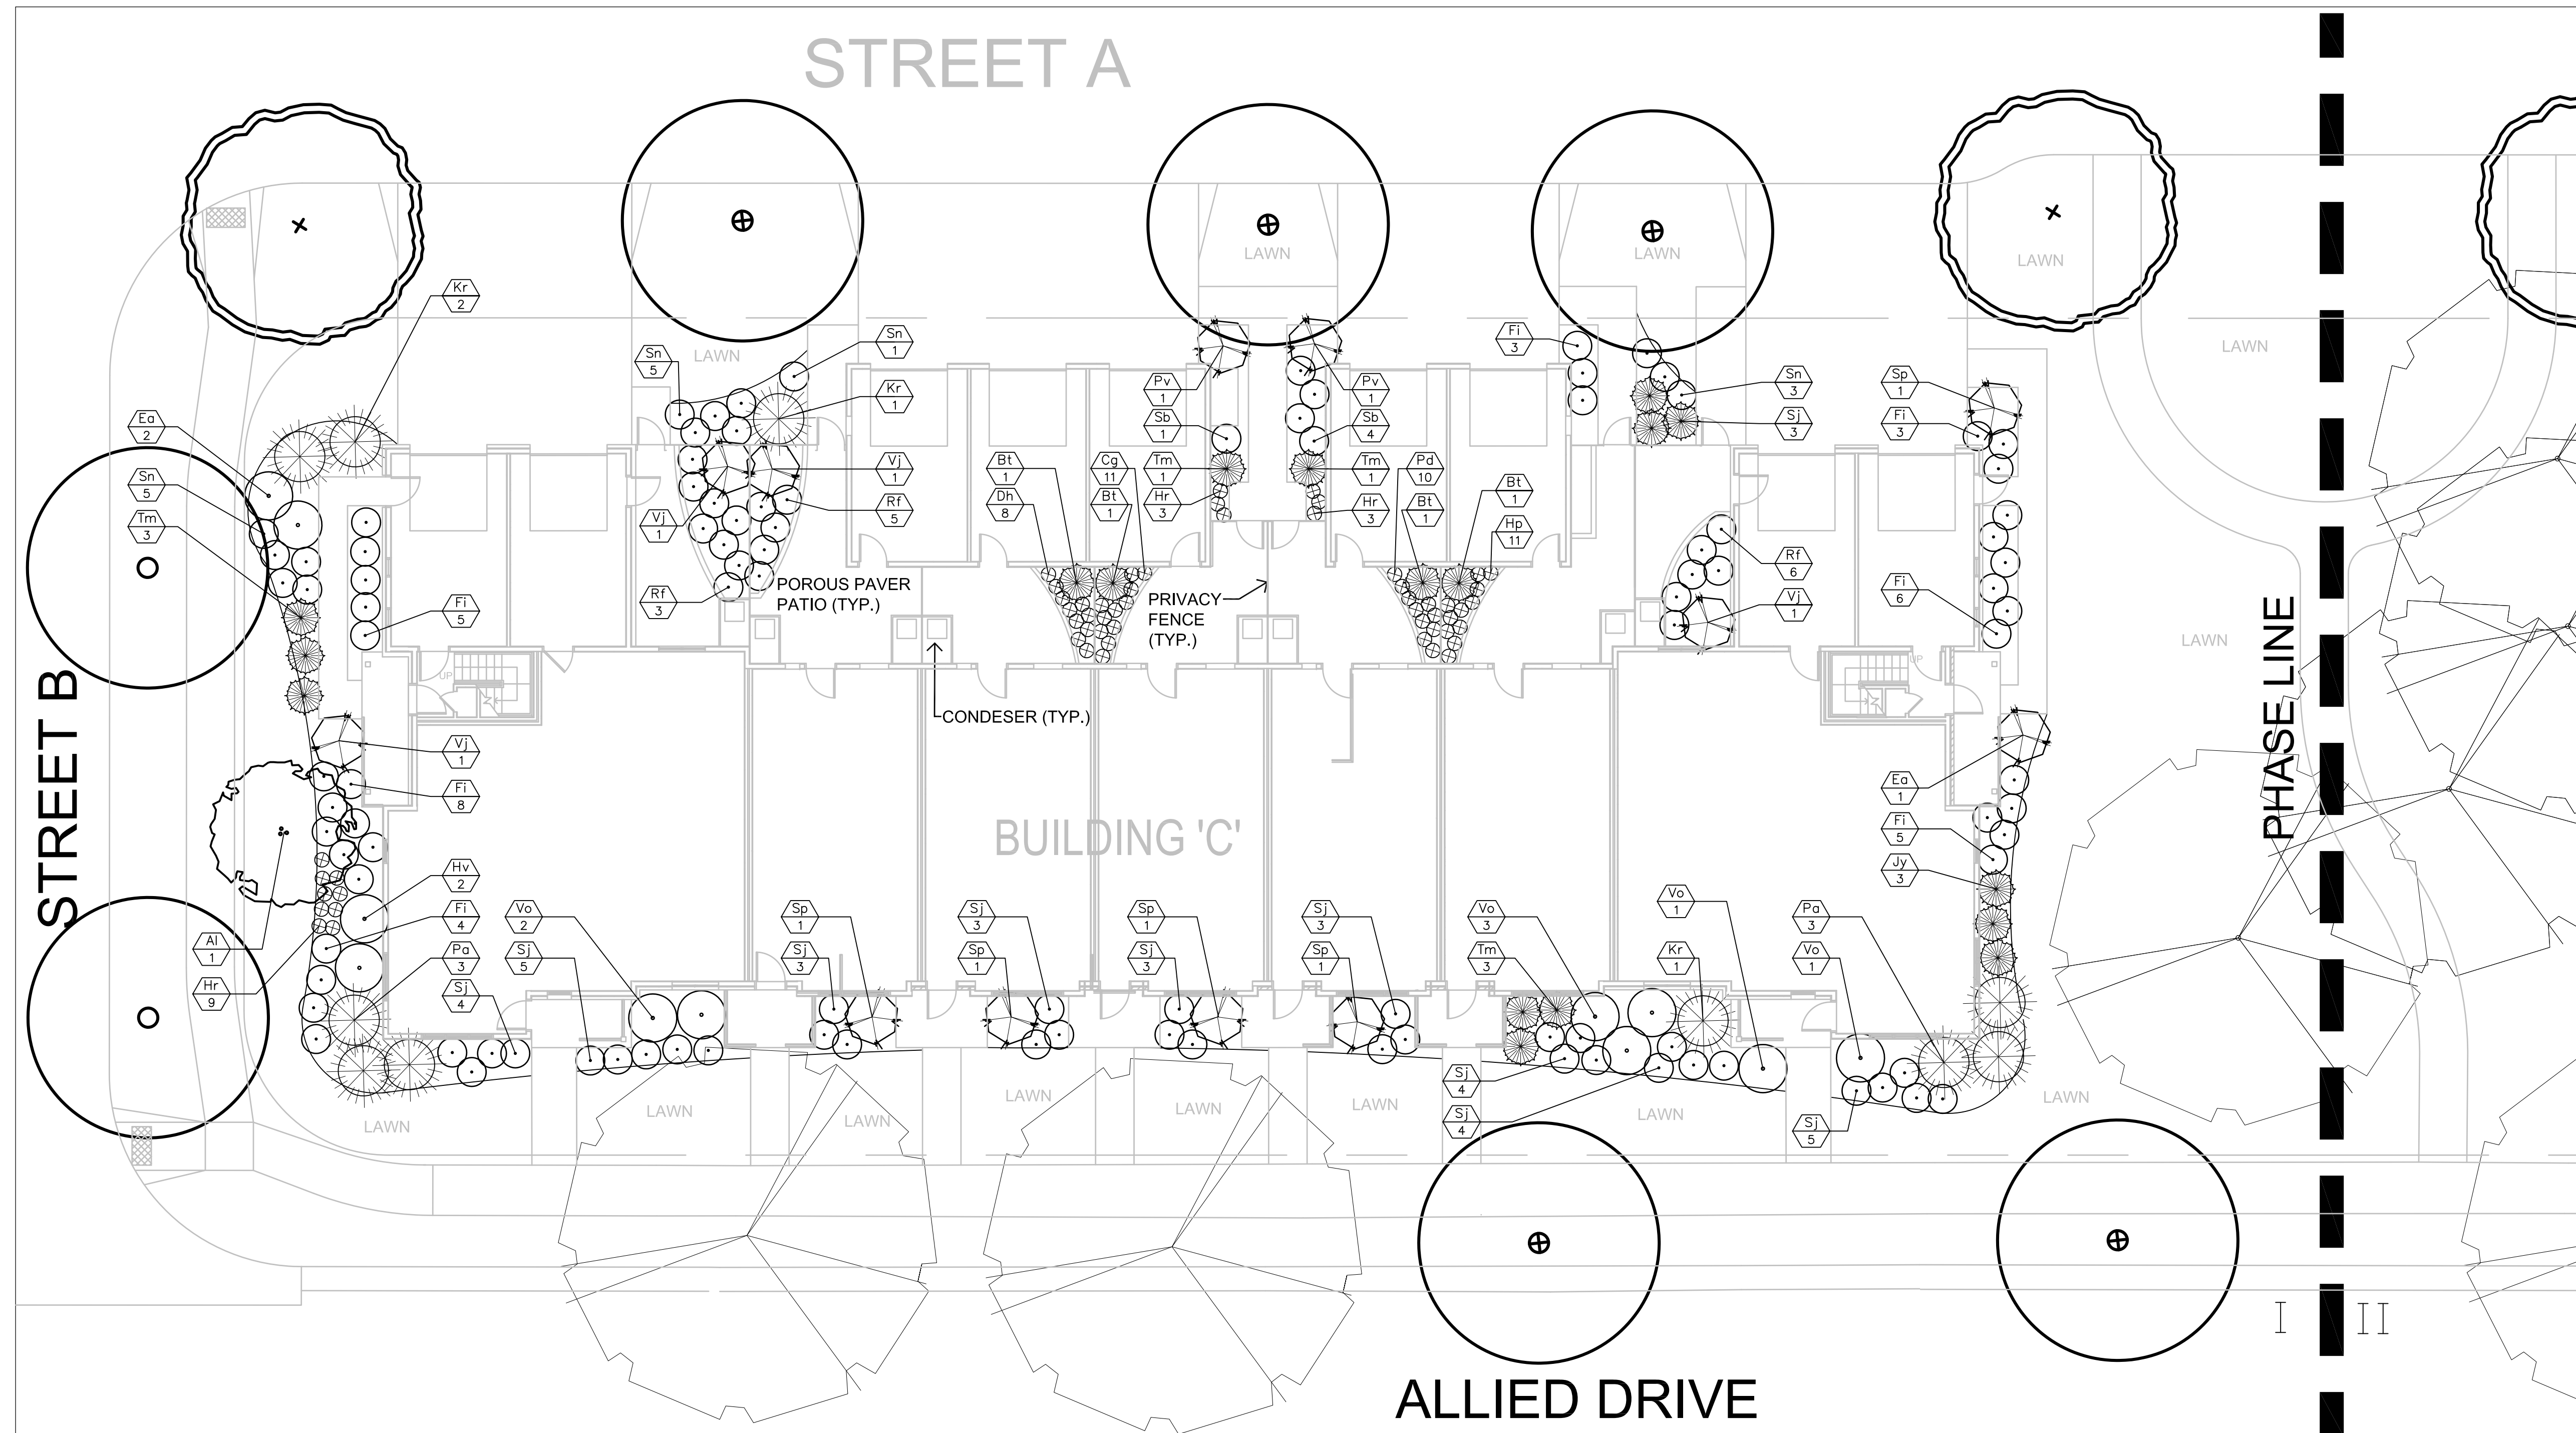 STREET A
Kr
2
Sn
1
Sn
5
LAWN
Kr
1
Ea
2
Sn
5
Tm
3
Vj
1
Rf
5
Vj
1
Rf
3
POROUS PAVER
PATIO (TYP.)
Fi
5
LAWN
LAWN
LAWN
LAWN
LAWN
Fi
3
Pv
1
Sb
1
Tm
1
Hr
3
Pv
1
Sb
4
Tm
1
Hr
3
Bt
1
Dh
8
Cg
11
Bt
1
Pd
10
Bt
1
Bt
1
Hp
11
Sn
3
Sj
3
Sp
1
Fi
3
Rf
6
Vj
1
Fi
6
PRIVACY
FENCE
(TYP.)
CONDESER (TYP.)
UP
UP
STREET B
PHASE LINE
BUILDING 'C'
Vj
1
Fi
8
Hv
2
Fi
4
Pa
3
Sj
4
Al
1
Hr
9
Vo
2
Sj
5
Sp
1
Sj
3
Sj
3
Sp
1
Sp
1
Sj
3
Sj
3
Sp
1
Vo
3
Tm
3
Vo
1
Kr
1
Pa
3
Vo
1
Ea
1
Fi
5
Jy
3
Sj
4
Sj
4
Sj
5
LAWN
LAWN
LAWN
LAWN
LAWN
LAWN
LAWN
LAWN
I
II
ALLIED DRIVE